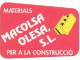 MATERIALS
MACOLSA
OLESA,
S.L.
PER A LA CONSTRUCCIÓ